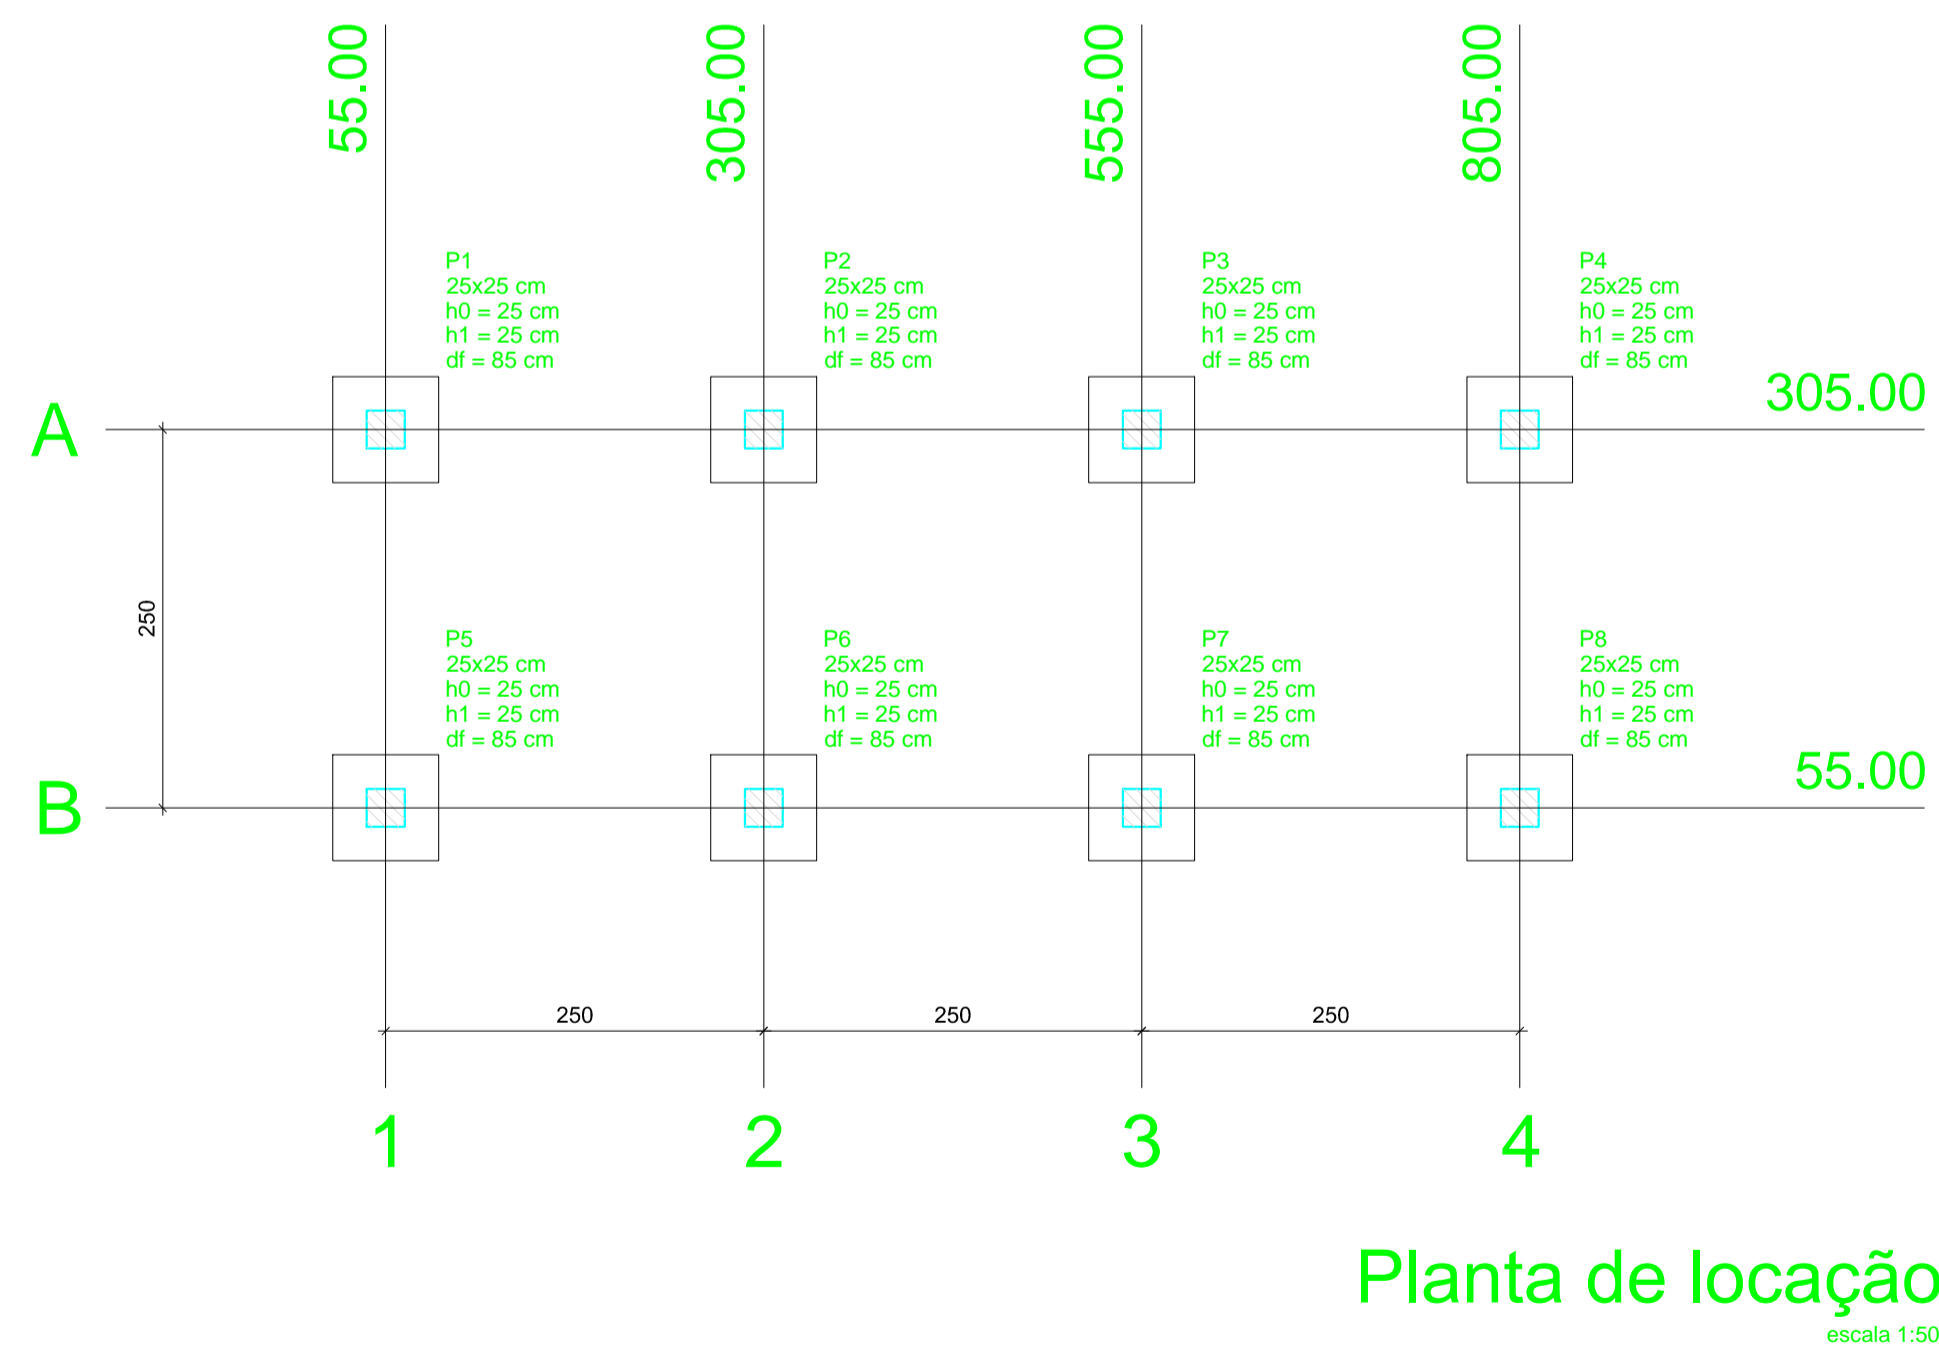 55.00
305.00
555.00
805.00
P1
25x25 cm
h0 = 25 cm
h1 = 25 cm
df = 85 cm
P2
25x25 cm
h0 = 25 cm
h1 = 25 cm
df = 85 cm
P3
25x25 cm
h0 = 25 cm
h1 = 25 cm
df = 85 cm
P4
25x25 cm
h0 = 25 cm
h1 = 25 cm
df = 85 cm
A
305.00
250
P5
25x25 cm
h0 = 25 cm
h1 = 25 cm
df = 85 cm
P6
25x25 cm
h0 = 25 cm
h1 = 25 cm
df = 85 cm
P7
25x25 cm
h0 = 25 cm
h1 = 25 cm
df = 85 cm
P8
25x25 cm
h0 = 25 cm
h1 = 25 cm
df = 85 cm
B
55.00
250
250
250
1
2
3
4
Planta de locação
escala 1:50